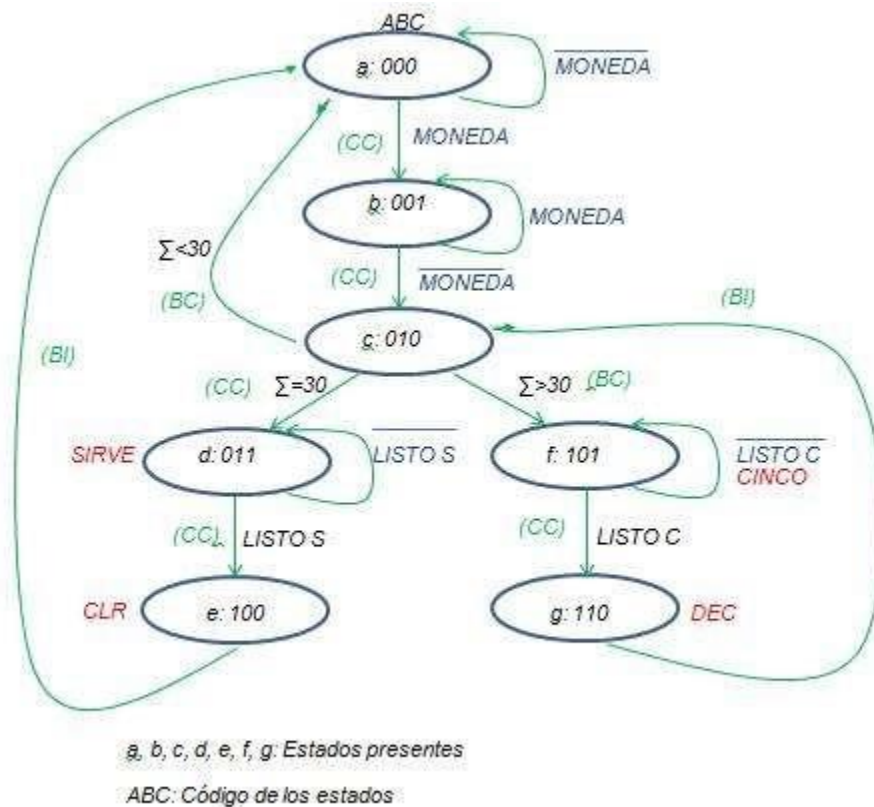 ABC
a: 000
MONEDA
(CC) MONEDA
b: 001
MONEDA
∑<30
(CC) MONEDA
(BC)
(BI)
c: 010
(BI)
(CC) ∑=30
∑>30 (BC)
SIRVE
d: 011
LISTO S
f: 101
LISTO C
CINCO
(CC) LISTO S
(CC) LISTO C
CLR
e: 100
g: 110
DEC
a, b, c, d, e, f, g: Estados presentes
ABC: Código de los estados